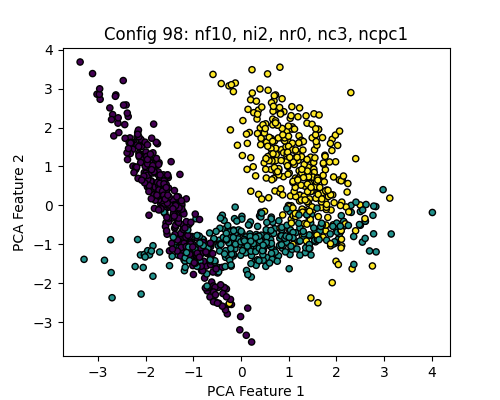 Config 98: nf10, ni2, nr0, nc3, ncpc1
4
3
2
1
0
−1
−2
−3
PCA Feature 2
−3 −2 −1 0 1 2 3 4
PCA Feature 1